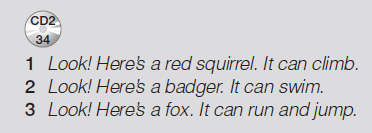 CD2
34
1 Look! Here's a red squirrel. It can climb.
2 Look! Here's a badger. It can swim.
3 Look! Here's a fox. It can run and jump.